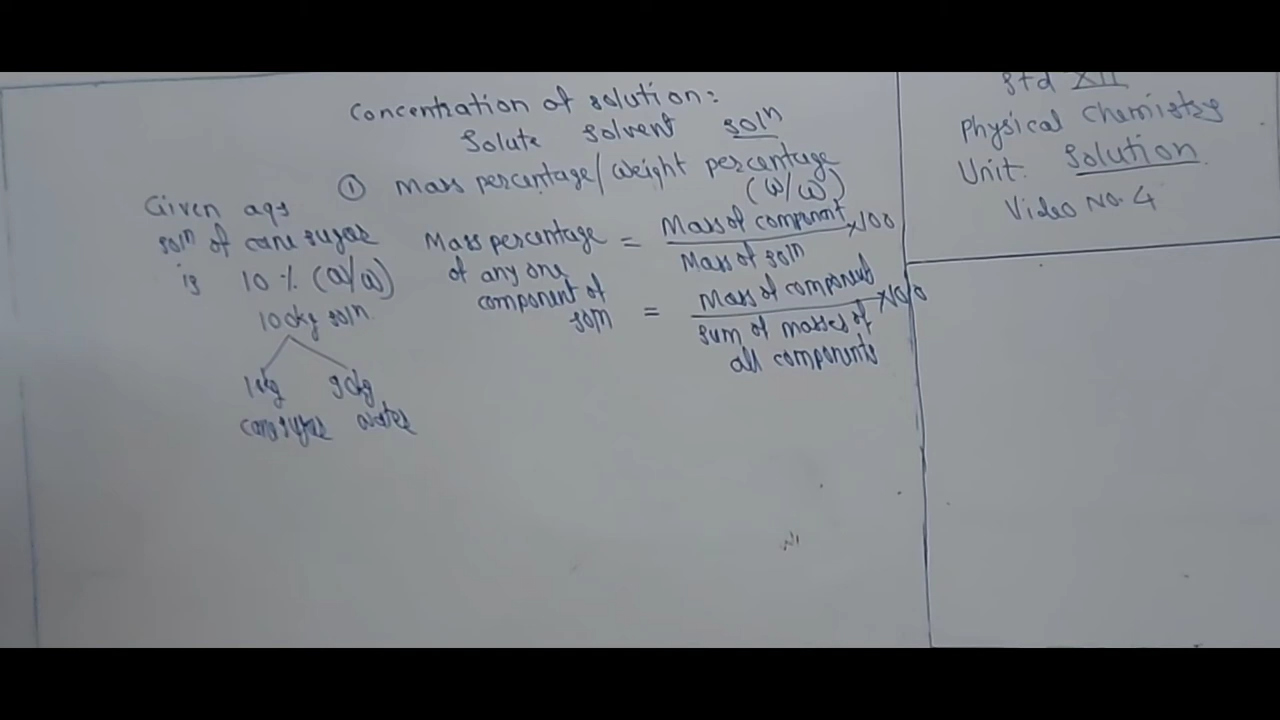 Concentration of solution:
Solute solvent solⁿ
① Mass percentage/weight percentage
(W/W)
Mass percentage = Mass of component ×100
of any one Mass of solⁿ
component of
solⁿ = Mass of component ×100
sum of masses of
all components
Given aqs
solⁿ of cane sugar
is 10 % (W/W)
100kg solⁿ
10kg 90kg
cane sugar water
Std XII
Physical Chemistry
Unit: Solution
Video No. 4